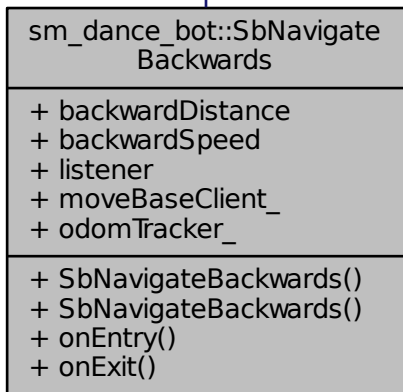 sm_dance_bot::SbNavigate
Backwards
+ backwardDistance
+ backwardSpeed
+ listener
+ moveBaseClient_
+ odomTracker_
+ SbNavigateBackwards()
+ SbNavigateBackwards()
+ onEntry()
+ onExit()